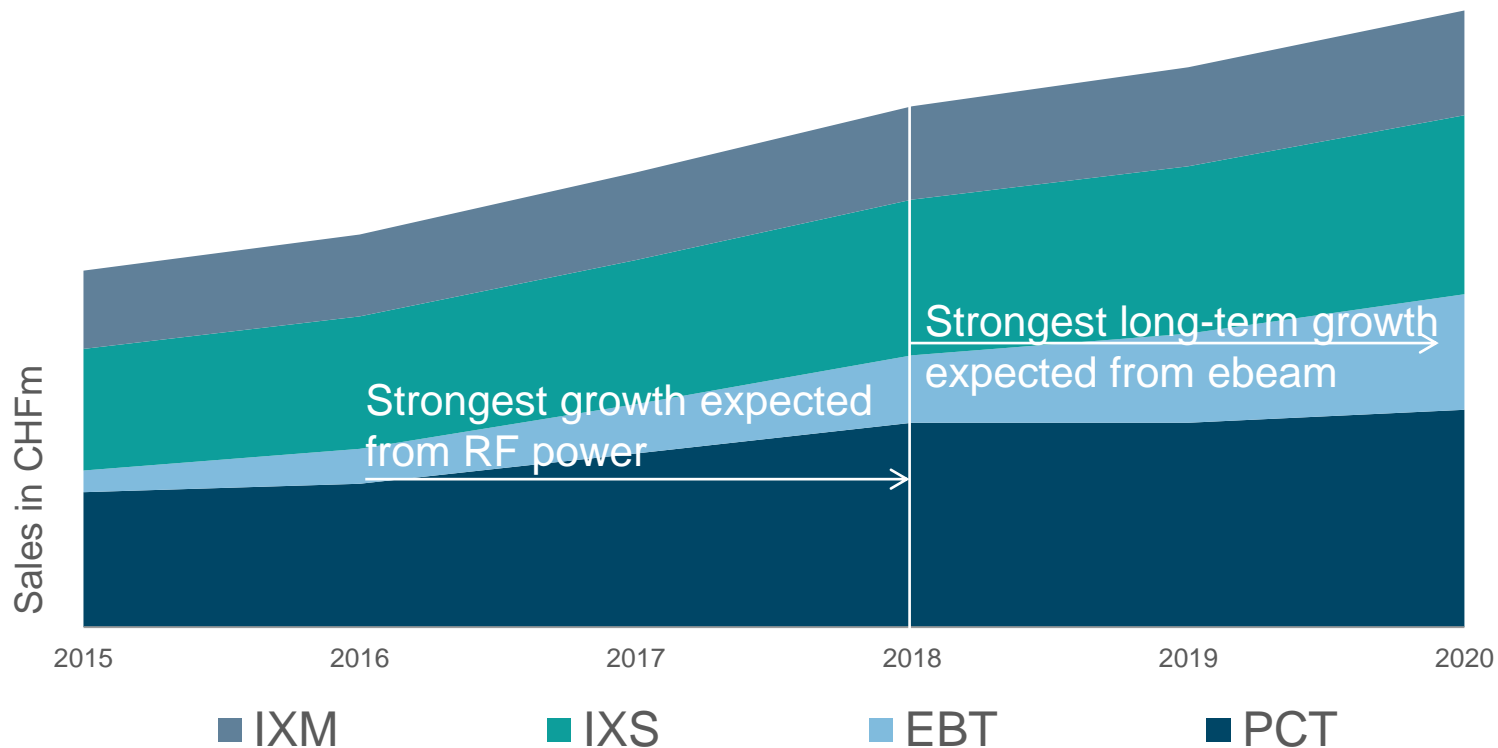 Sales in CHFm
Strongest growth expected
from RF power
Strongest long-term growth
expected from ebeam
2015 2016 2017 2018 2019 2020
IXM IXS EBT PCT